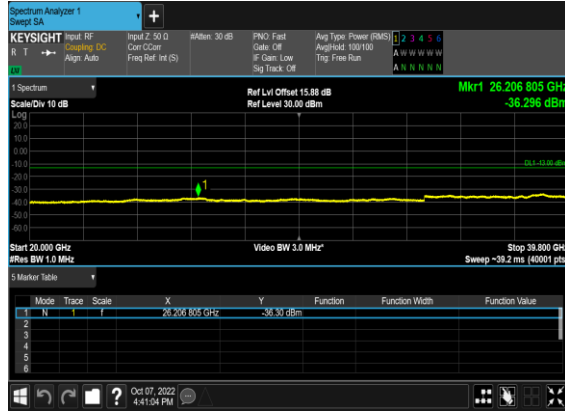 Spectrum Analyzer 1
Swept SA
+
KEYSIGHT Input: RF Input Z: 50 Ω #Atten: 30 dB PNO: Fast Avg Type: Power (RMS) 1 2 3 4 5 6
R T Coupling: DC Corr CCorr Gate: Off Avg|Hold: 100/100 A W W W W W
Align: Auto Freq Ref: Int (S) IF Gain: Low Trig: Free Run
LV Sig Track: Off A N N N N N
1 Spectrum Ref Lvl Offset 15.88 dB Mkr1 26.206 805 GHz
Scale/Div 10 dB Ref Level 30.00 dBm -36.296 dBm
Log
20.0
10.0
0.00
-10.0
DL1 -13.00 dBm
-20.0
1
-30.0
-40.0
-50.0
-60.0
Start 20.000 GHz Video BW 3.0 MHz* Stop 39.800 GHz
#Res BW 1.0 MHz Sweep ~39.2 ms (40001 pts
5 Marker Table
Mode Trace Scale X Y Function Function Width Function Value
1 N 1 f 26.206 805 GHz -36.30 dBm
2
3
4
5
6
? Oct 07, 2022
4:41:04 PM